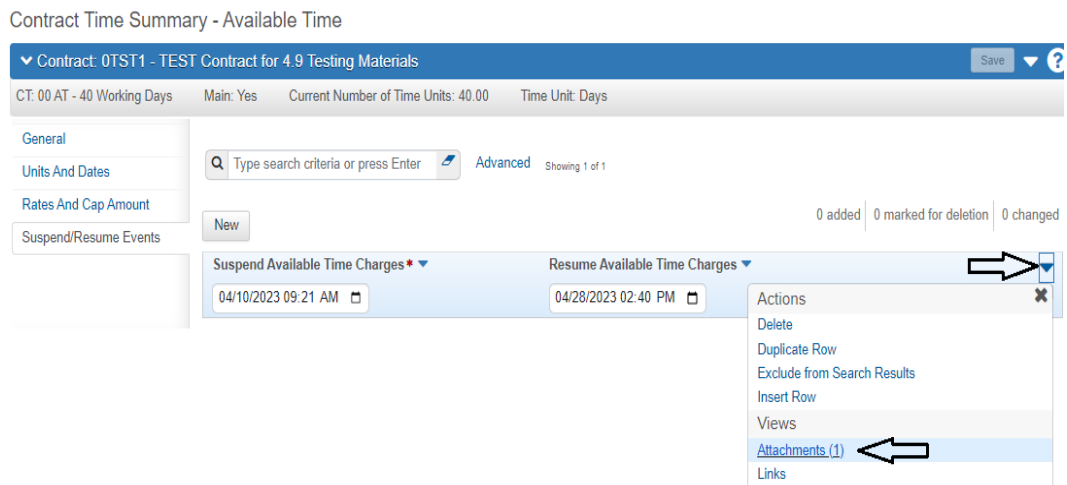 Contract Time Summary - Available Time
Contract: 0TST1 - TEST Contract for 4.9 Testing Materials Save ?
CT: 00 AT - 40 Working Days Main: Yes Current Number of Time Units: 40.00 Time Unit: Days
General
Units And Dates
Rates And Cap Amount
Suspend/Resume Events
Type search criteria or press Enter Advanced Showing 1 of 1
New 0 added 0 marked for deletion 0 changed
Suspend Available Time Charges* Resume Available Time Charges
04/10/2023 09:21 AM 04/28/2023 02:40 PM
Actions
Delete
Duplicate Row
Exclude from Search Results
Insert Row
Views
Attachments (1)
Links